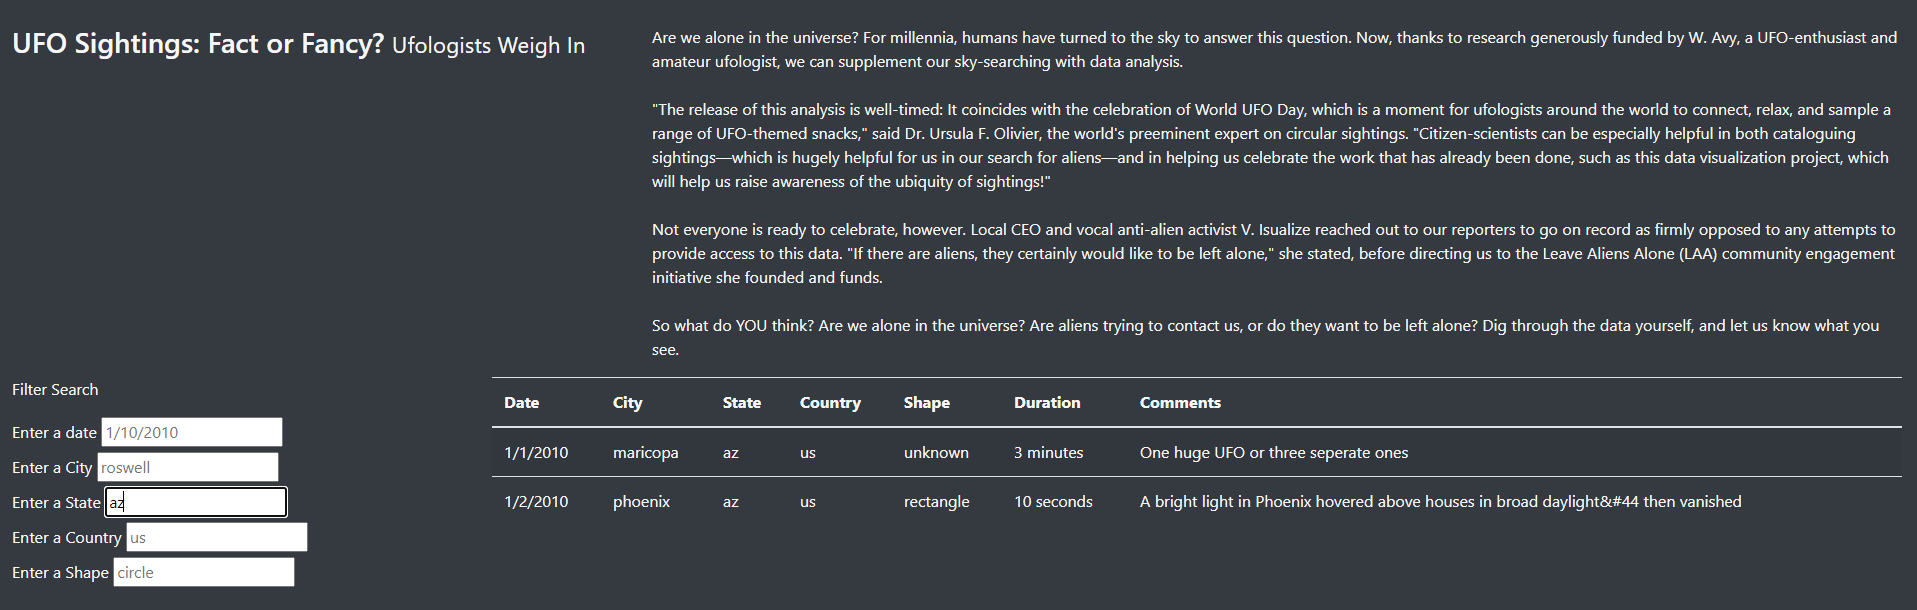 UFO Sightings: Fact or Fancy? Ufologists Weigh In
Are we alone in the universe? For millennia, humans have turned to the sky to answer this question. Now, thanks to research generously funded by W. Avy, a UFO-enthusiast and
amateur ufologist, we can supplement our sky-searching with data analysis.
"The release of this analysis is well-timed: It coincides with the celebration of World UFO Day, which is a moment for ufologists around the world to connect, relax, and sample a
range of UFO-themed snacks," said Dr. Ursula F. Olivier, the world's preeminent expert on circular sightings. "Citizen-scientists can be especially helpful in both cataloguing
sightings—which is hugely helpful for us in our search for aliens—and in helping us celebrate the work that has already been done, such as this data visualization project, which
will help us raise awareness of the ubiquity of sightings!"
Not everyone is ready to celebrate, however. Local CEO and vocal anti-alien activist V. Isualize reached out to our reporters to go on record as firmly opposed to any attempts to
provide access to this data. "If there are aliens, they certainly would like to be left alone," she stated, before directing us to the Leave Aliens Alone (LAA) community engagement
initiative she founded and funds.
So what do YOU think? Are we alone in the universe? Are aliens trying to contact us, or do they want to be left alone? Dig through the data yourself, and let us know what you
see.
Filter Search
Enter a date 1/10/2010
Enter a City roswell
Enter a State az
Enter a Country us
Enter a Shape circle
Date City State Country Shape Duration Comments
1/1/2010 maricopa az us unknown 3 minutes One huge UFO or three seperate ones
1/2/2010 phoenix az us rectangle 10 seconds A bright light in Phoenix hovered above houses in broad daylight&#44 then vanished